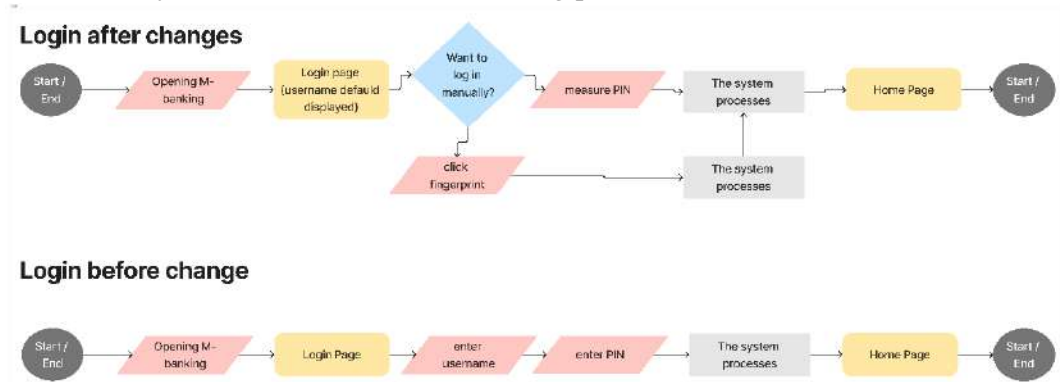 Login after changes
Start /
End
Opening M-
banking
Login page
(username defauld
displayed)
Want to
log in
manually?
measure PIN
The system
processes
Home Page
Start /
End
click
fingerprint
The system
processes
Login before change
Start /
End
Opening M-
banking
Login Page
enter
username
enter PIN
The system
processes
Home Page
Start /
End